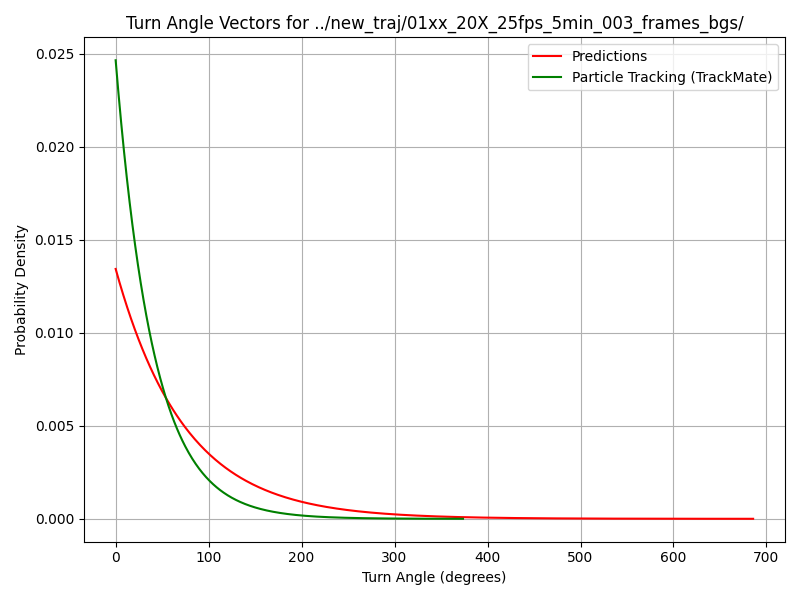 Turn Angle Vectors for ../new_traj/01xx_20X_25fps_5min_003_frames_bgs/
Predictions
Particle Tracking (TrackMate)
Probability Density
0.025
0.020
0.015
0.010
0.005
0.000
0 100 200 300 400 500 600 700
Turn Angle (degrees)